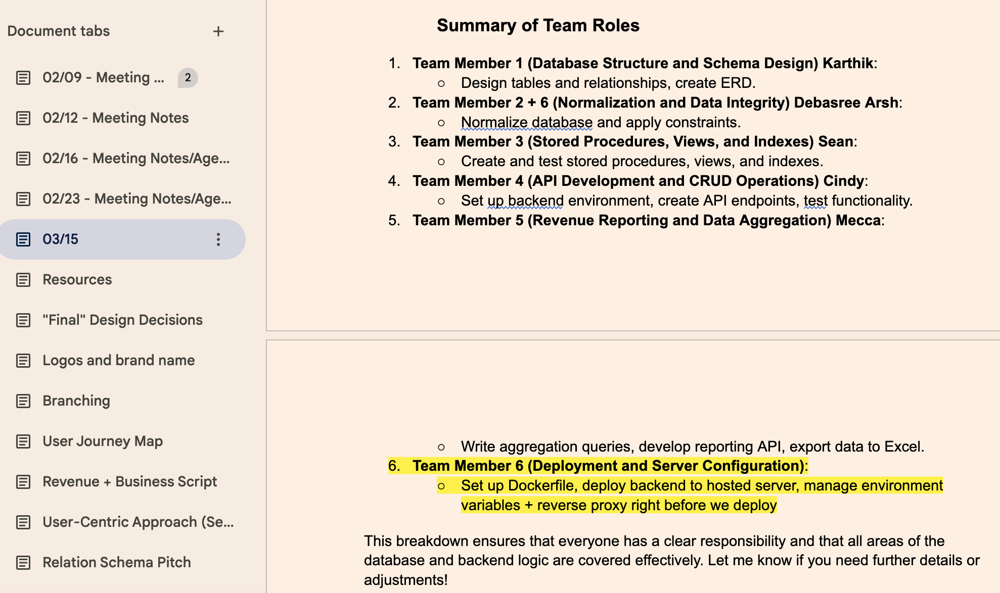 Document tabs
02/09 - Meeting ... 2
02/12 - Meeting Notes
02/16 - Meeting Notes/Age...
02/23 - Meeting Notes/Age...
03/15
Resources
"Final" Design Decisions
Logos and brand name
Branching
User Journey Map
Revenue + Business Script
User-Centric Approach (Se...
Relation Schema Pitch
Summary of Team Roles
1. Team Member 1 (Database Structure and Schema Design) Karthik:
○ Design tables and relationships, create ERD.
2. Team Member 2 + 6 (Normalization and Data Integrity) Debasree Arsh:
○ Normalize database and apply constraints.
3. Team Member 3 (Stored Procedures, Views, and Indexes) Sean:
○ Create and test stored procedures, views, and indexes.
4. Team Member 4 (API Development and CRUD Operations) Cindy:
○ Set up backend environment, create API endpoints, test functionality.
5. Team Member 5 (Revenue Reporting and Data Aggregation) Mecca:
○ Write aggregation queries, develop reporting API, export data to Excel.
6. Team Member 6 (Deployment and Server Configuration):
○ Set up Dockerfile, deploy backend to hosted server, manage environment
variables + reverse proxy right before we deploy
This breakdown ensures that everyone has a clear responsibility and that all areas of the
database and backend logic are covered effectively. Let me know if you need further details or
adjustments!